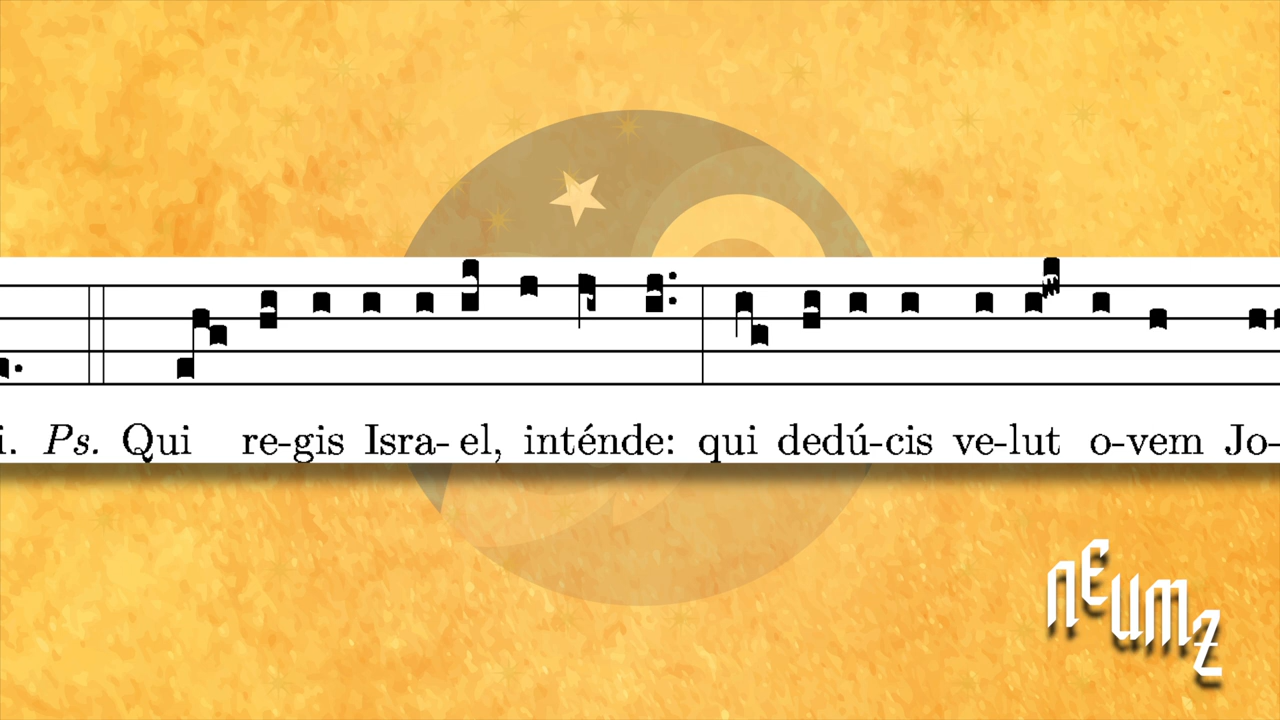 i. Ps. Qui re-gis Isra-el, inténde: qui dedú-cis ve-lut o-vem Jo-
nEumz